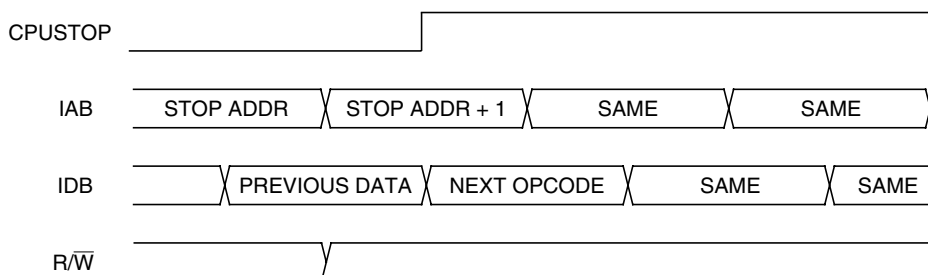 CPUSTOP
IAB STOP ADDR STOP ADDR + 1 SAME SAME
IDB PREVIOUS DATA NEXT OPCODE SAME SAME
R/W̅